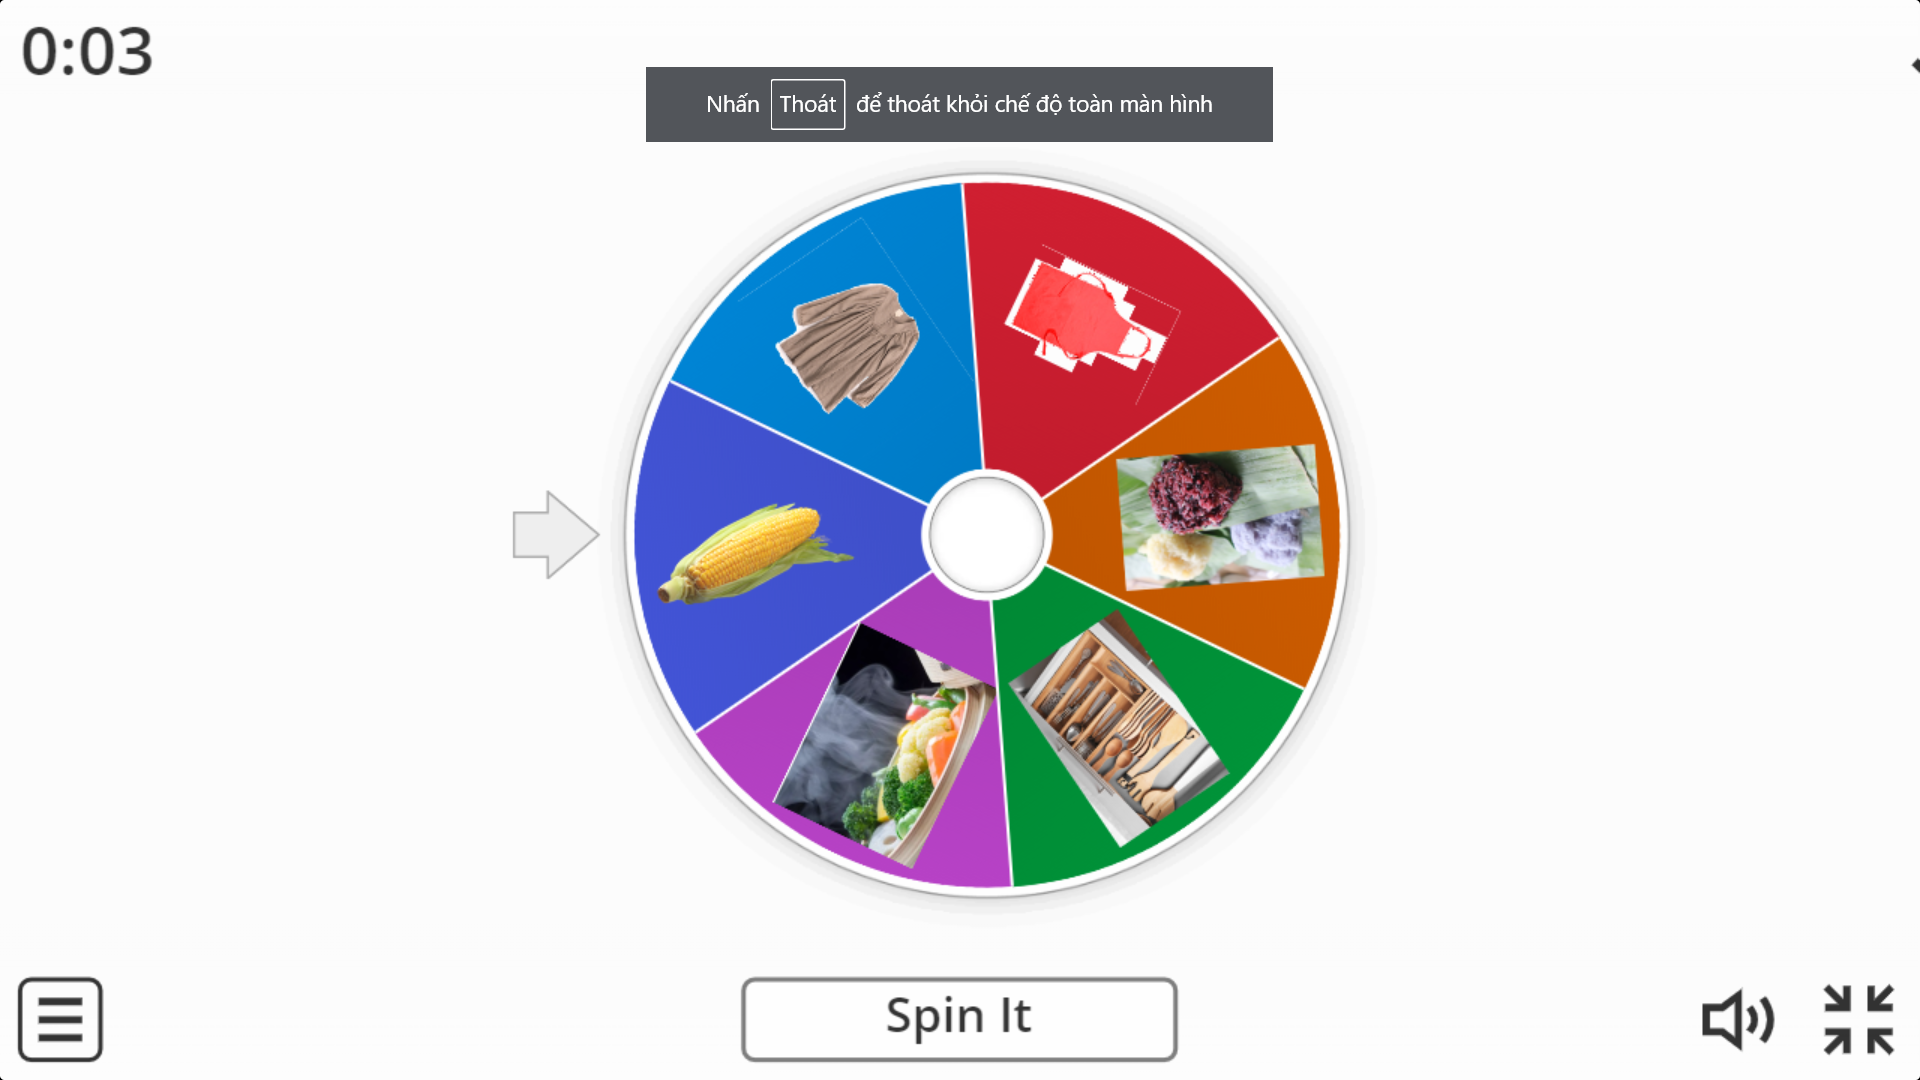 0:03
Nhấn Thoát để thoát khỏi chế độ toàn màn hình
Spin It